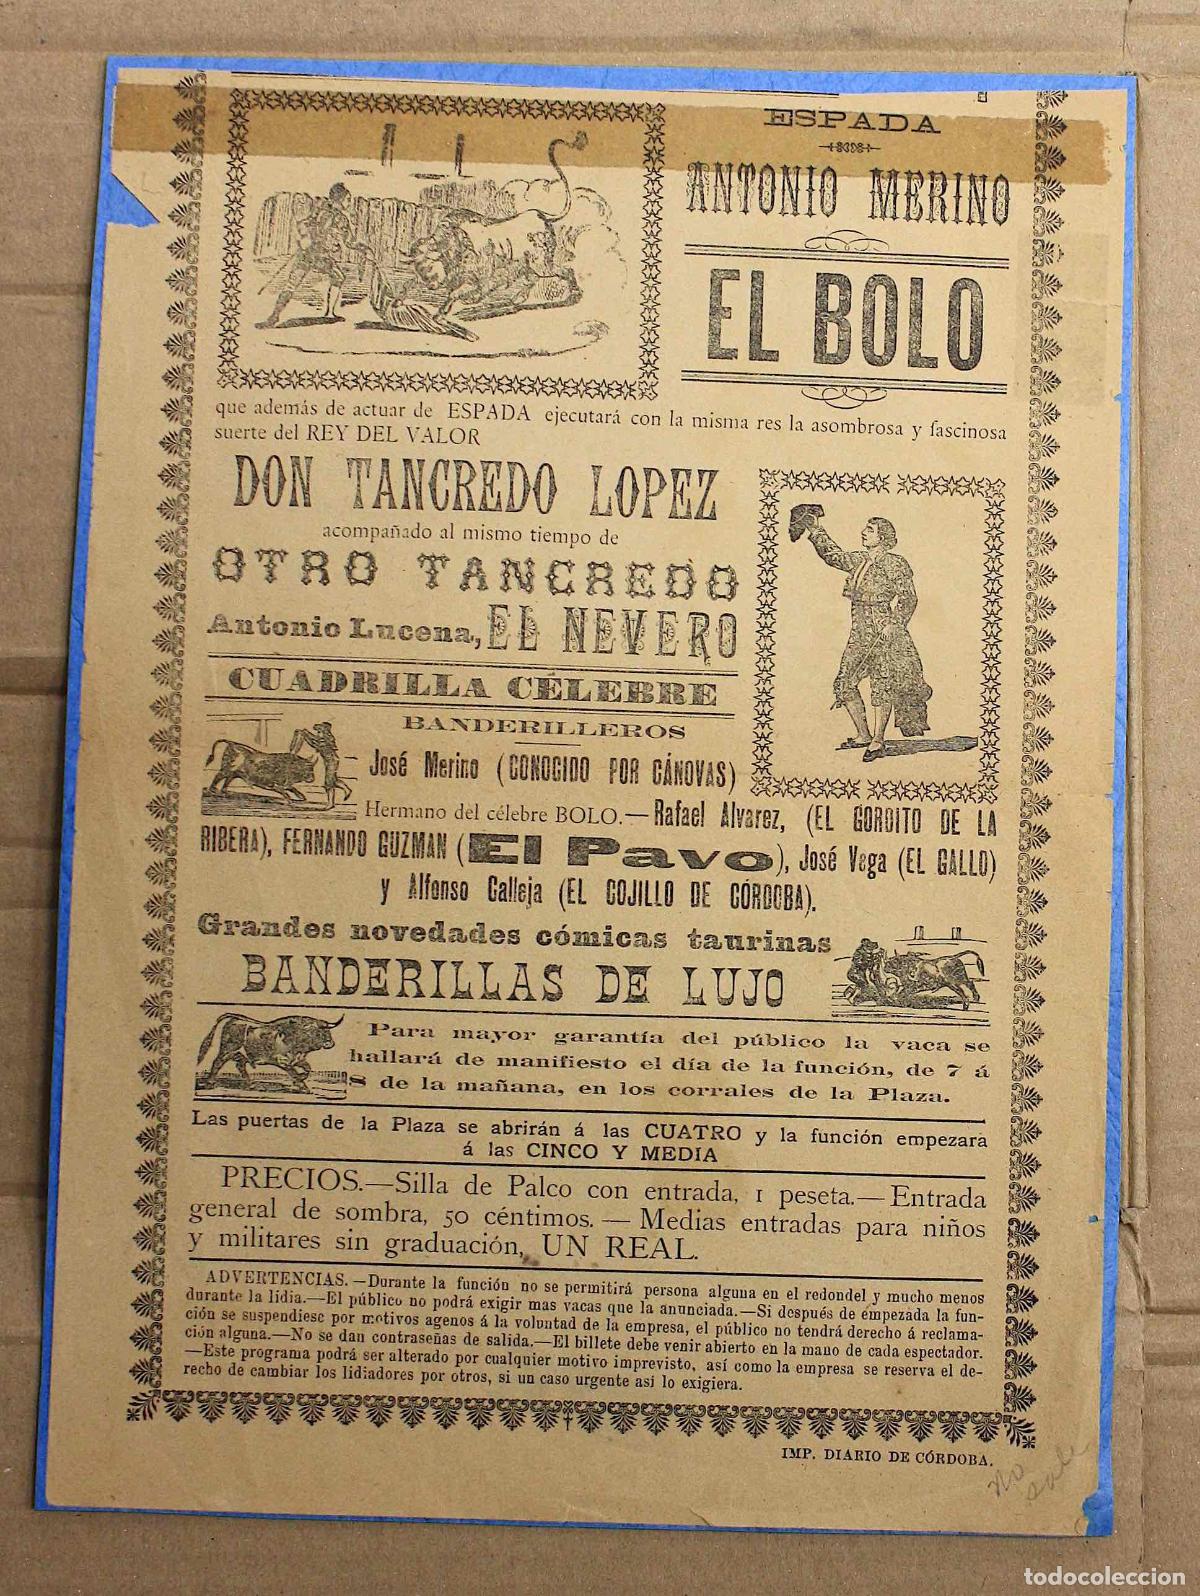 ESPADA
ANTONIO MERINO
EL BOLO
que además de actuar de ESPADA ejecutará con la misma res la asombrosa y fascinosa
suerte del REY DEL VALOR
DON TANCREDO LOPEZ
acompañado al mismo tiempo de
OTRO TANCREDO
Antonio Lucena, EL NEVERO
CUADRILLA CÉLEBRE
BANDERILLEROS
José Merino (CONOCIDO POR CÁNOVAS)
Hermano del célebre BOLO.—Rafael Alvarez, (EL GORDITO DE LA
RIBERA), FERNANDO GUZMAN (El Pavo), José Vega (EL GALLO)
y Alfonso Calleja (EL COJILLO DE CÓRDOBA).
Grandes novedades cómicas taurinas
BANDERILLAS DE LUJO
Para mayor garantía del público la vaca se
hallará de manifiesto el día de la función, de 7 á
8 de la mañana, en los corrales de la Plaza.
Las puertas de la Plaza se abrirán á las CUATRO y la función empezara
á las CINCO Y MEDIA
PRECIOS.—Silla de Palco con entrada, 1 peseta.—Entrada
general de sombra, 50 céntimos.—Medias entradas para niños
y militares sin graduación, UN REAL.
ADVERTENCIAS.—Durante la función no se permitirá persona alguna en el redondel y mucho menos
durante la lidia.—El público no podrá exigir mas vacas que la anunciada.—Si después de empezada la fun-
ción se suspendiese por motivos agenos á la voluntad de la empresa, el público no tendrá derecho á reclama-
ción alguna.—No se dan contraseñas de salida.—El billete debe venir abierto en la mano de cada espectador.
—Este programa podrá ser alterado por cualquier motivo imprevisto, así como la empresa se reserva el de-
recho de cambiar los lidiadores por otros, si un caso urgente asi lo exigiera.
IMP. DIARIO DE CÓRDOBA.
no
sale
todocoleccion